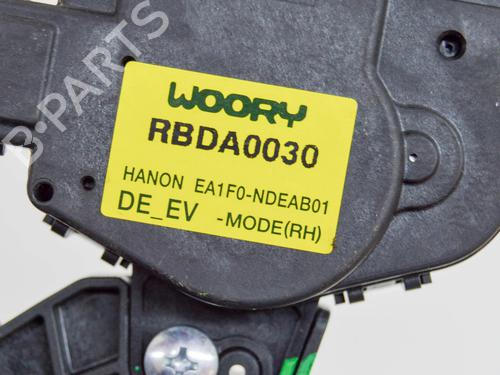 WOORY
RBDA0030
HANON EA1F0-NDEAB01
DE_EV -MODE(RH)
B-PARTS